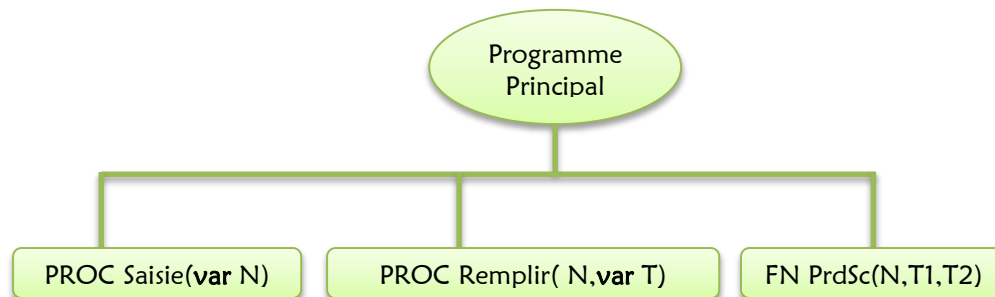 Programme
Principal
PROC Saisie(var N)
PROC Remplir( N,var T)
FN PrdSc(N,T1,T2)